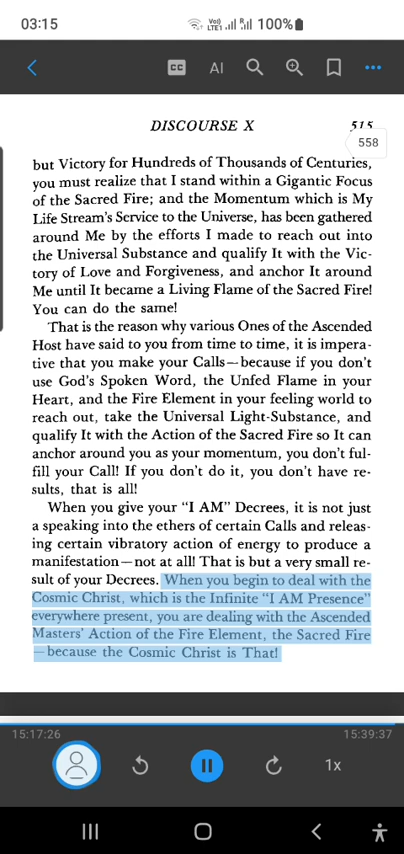 03:15
Vo))
LTE1
R
100%
CC
AI
DISCOURSE X
515
558
but Victory for Hundreds of Thousands of Centuries,
you must realize that I stand within a Gigantic Focus
of the Sacred Fire; and the Momentum which is My
Life Stream's Service to the Universe, has been gathered
around Me by the efforts I made to reach out into
the Universal Substance and qualify It with the Vic-
tory of Love and Forgiveness, and anchor It around
Me until It became a Living Flame of the Sacred Fire!
You can do the same!
That is the reason why various Ones of the Ascended
Host have said to you from time to time, it is impera-
tive that you make your Calls—because if you don't
use God's Spoken Word, the Unfed Flame in your
Heart, and the Fire Element in your feeling world to
reach out, take the Universal Light-Substance, and
qualify It with the Action of the Sacred Fire so It can
anchor around you as your momentum, you don't ful-
fill your Call! If you don't do it, you don't have re-
sults, that is all!
When you give your "I AM" Decrees, it is not just
a speaking into the ethers of certain Calls and releas-
ing certain vibratory action of energy to produce a
manifestation—not at all! That is but a very small re-
sult of your Decrees. When you begin to deal with the
Cosmic Christ, which is the Infinite "I AM Presence"
everywhere present, you are dealing with the Ascended
Masters' Action of the Fire Element, the Sacred Fire
—because the Cosmic Christ is That!
15:17:26
15:39:37
1x